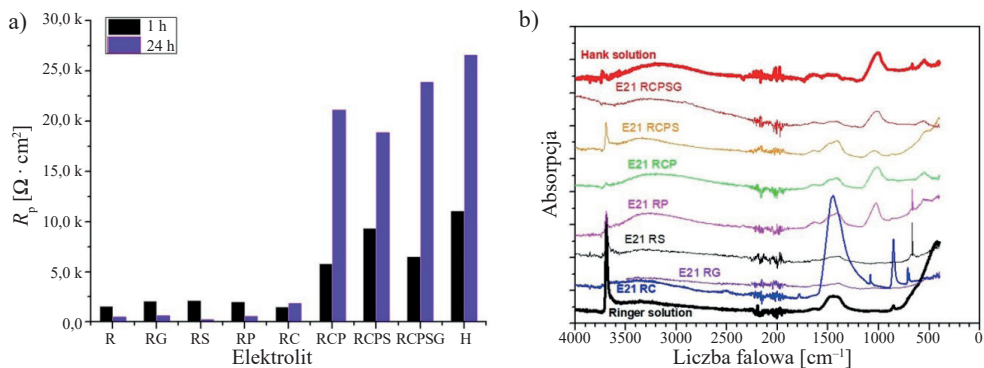 a)
1 h
24 h
30,0 k
25,0 k
20,0 k
15,0 k
10,0 k
5,0 k
0,0
Rp [Ω · cm²]
R RG RS RP RC RCP RCPS RCPSG H
Elektrolit
b)
Hank solution
E21 RCPSG
E21 RCPS
E21 RCP
E21 RP
E21 RS
E21 RG
E21 RC
Ringer solution
Absorpcja
4000 3500 3000 2500 2000 1500 1000 500 0
Liczba falowa [cm⁻¹]